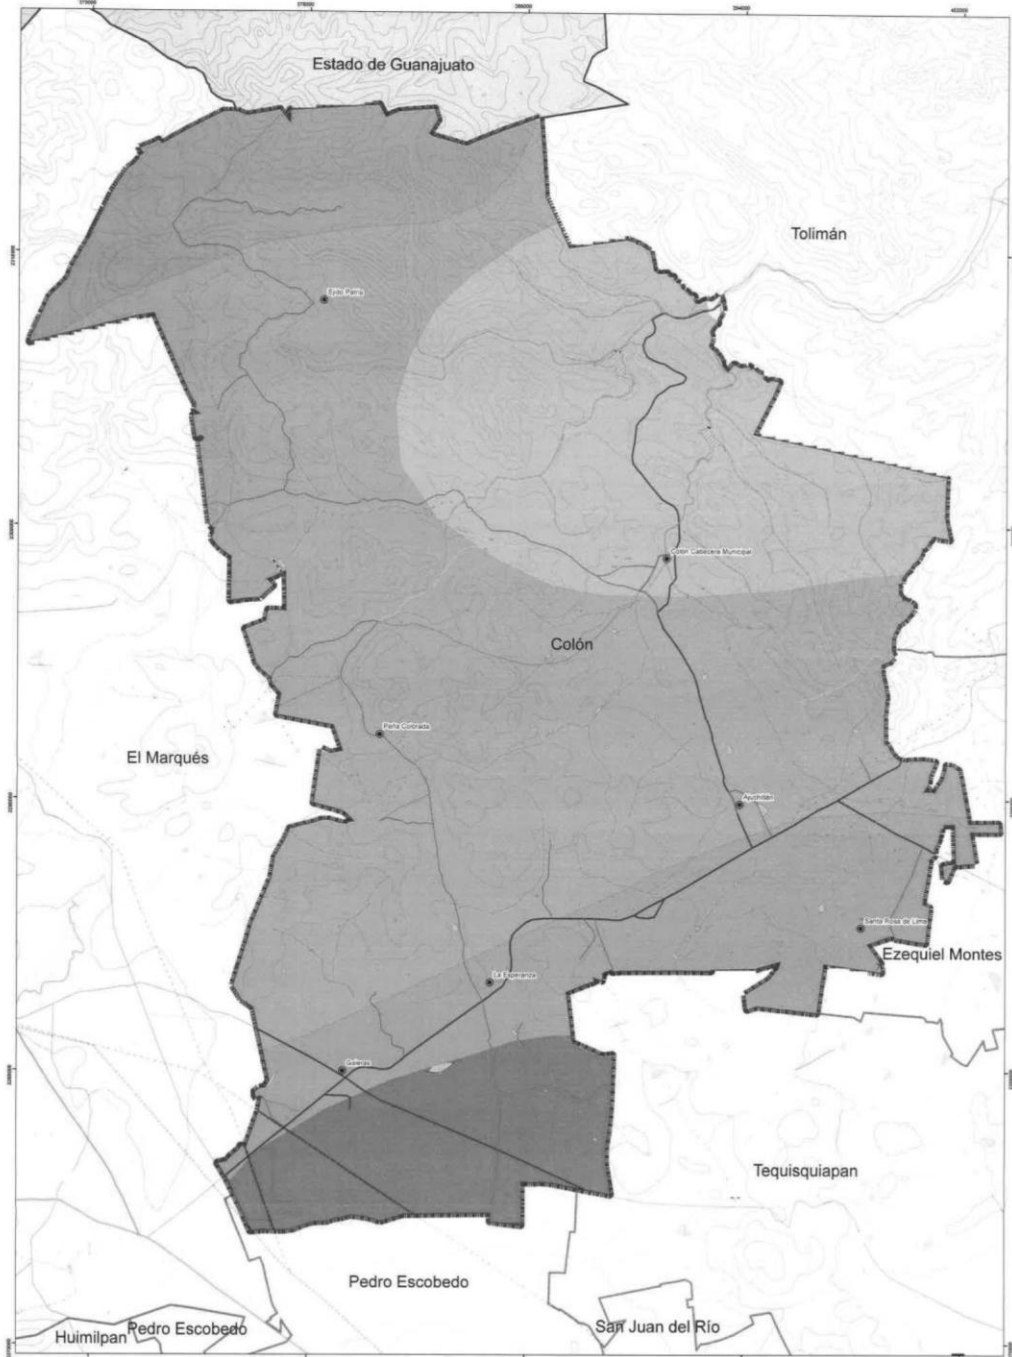 Estado de Guanajuato
Tolimán
Colón Cabecera Municipal
Colón
Peña Colorada
El Marqués
Ajuchitlán
Santa Rosa de Lima
Ezequiel Montes
La Esperanza
Galeras
Tequisquiapan
Pedro Escobedo
San Juan del Río
Pedro Escobedo
Huimilpan